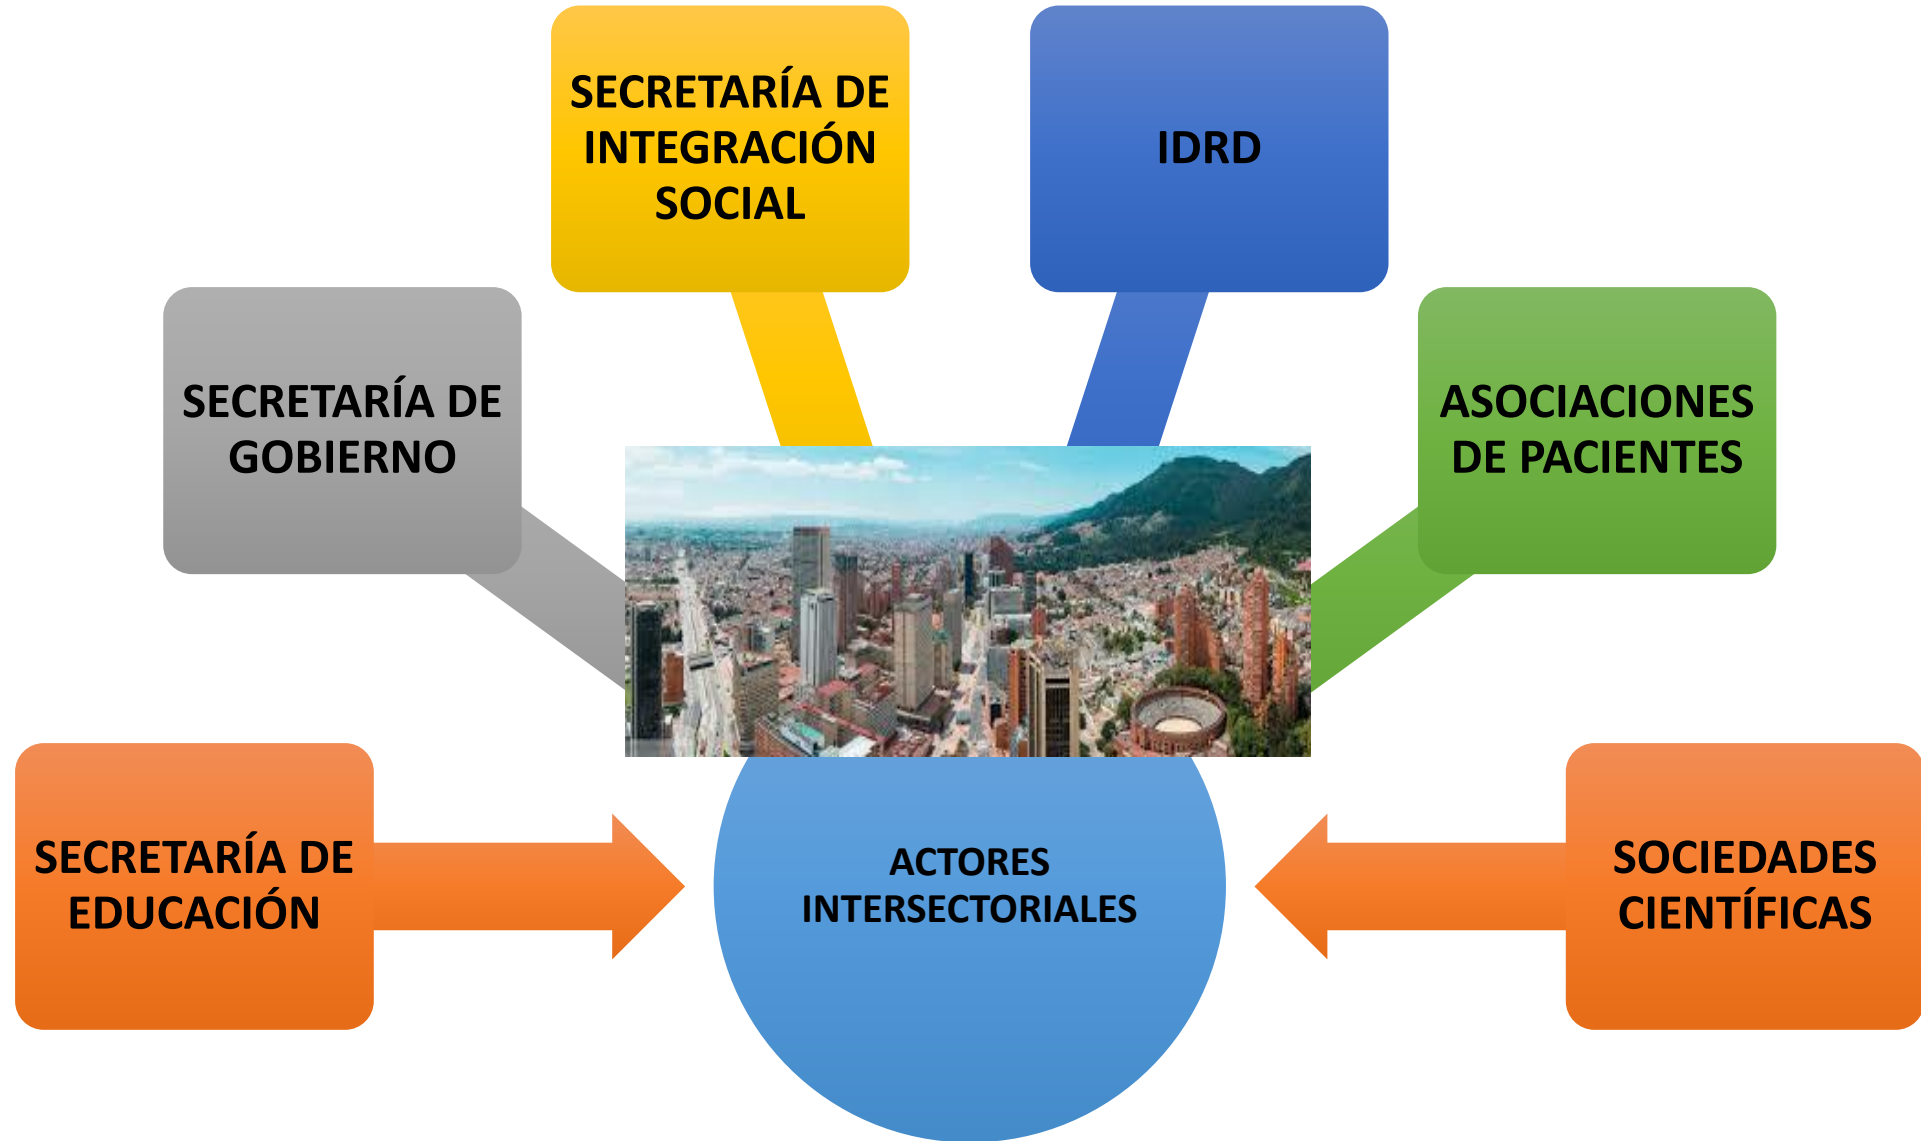 SECRETARÍA DE
INTEGRACIÓN
SOCIAL
IDRD
SECRETARÍA DE
GOBIERNO
ASOCIACIONES
DE PACIENTES
SECRETARÍA DE
EDUCACIÓN
ACTORES
INTERSECTORIALES
SOCIEDADES
CIENTÍFICAS